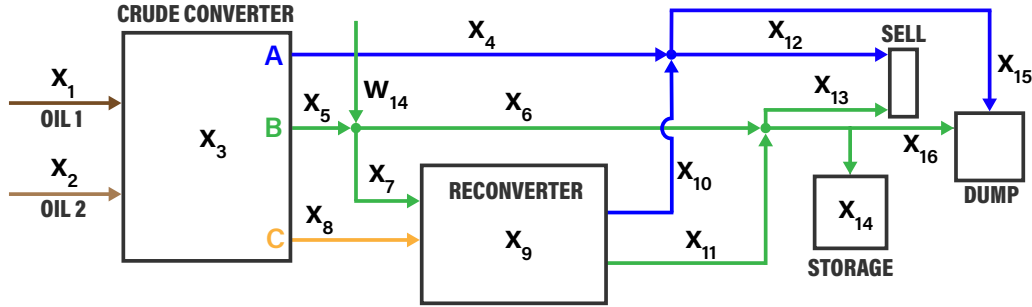 CRUDE CONVERTER
SELL
A
X₄
X₁₂
X₁₅
X₁
OIL 1
W₁₄
X₅
X₆
X₁₃
B
X₃
X₁₆
X₂
OIL 2
X₇
RECONVERTER
X₁₀
DUMP
C
X₈
X₉
X₁₁
X₁₄
STORAGE